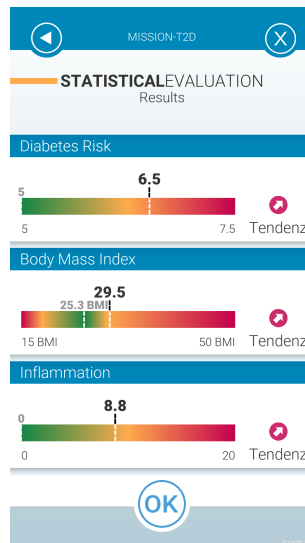 MISSION-T2D
X
STATISTICALEVALUATION
Results
Diabetes Risk
6.5
5
5 7.5 Tendenz
Body Mass Index
29.5
25.3 BMI
15 BMI 50 BMI Tendenz
Inflammation
8.8
0
0 20 Tendenz
OK